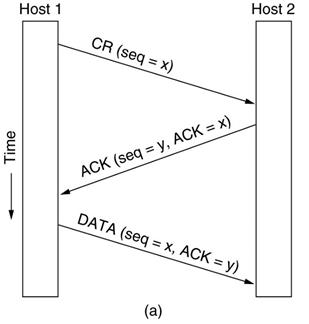 Host 1
Host 2
CR (seq = x)
ACK (seq = y, ACK = x)
Time
DATA (seq = x, ACK = y)
(a)